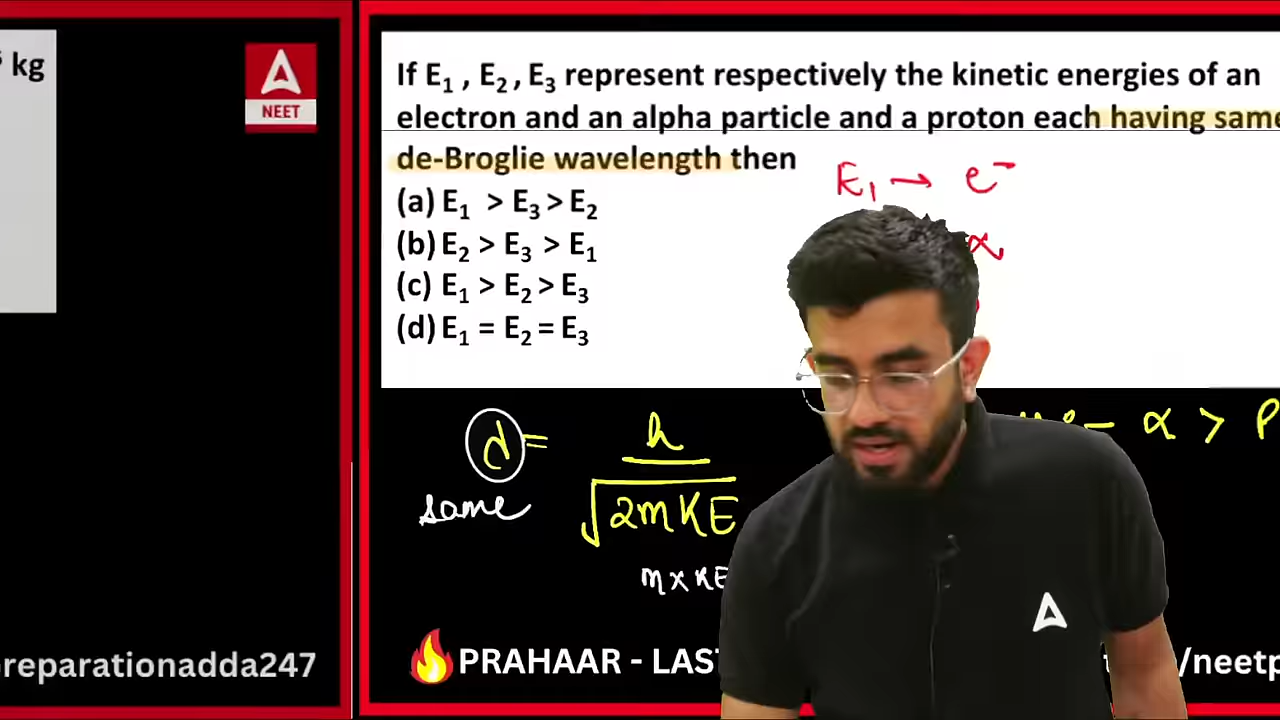 kg
NEET
If E₁ , E₂ , E₃ represent respectively the kinetic energies of an
electron and an alpha particle and a proton each having same
de-Broglie wavelength then
E₁ → e⁻
(a) E₁ > E₃ > E₂
α
(b) E₂ > E₃ > E₁
(c) E₁ > E₂ > E₃
(d) E₁ = E₂ = E₃
λ = h / √2mKE
α > P
same
m×KE
reparationadda247
PRAHAAR - LAS
/neetp